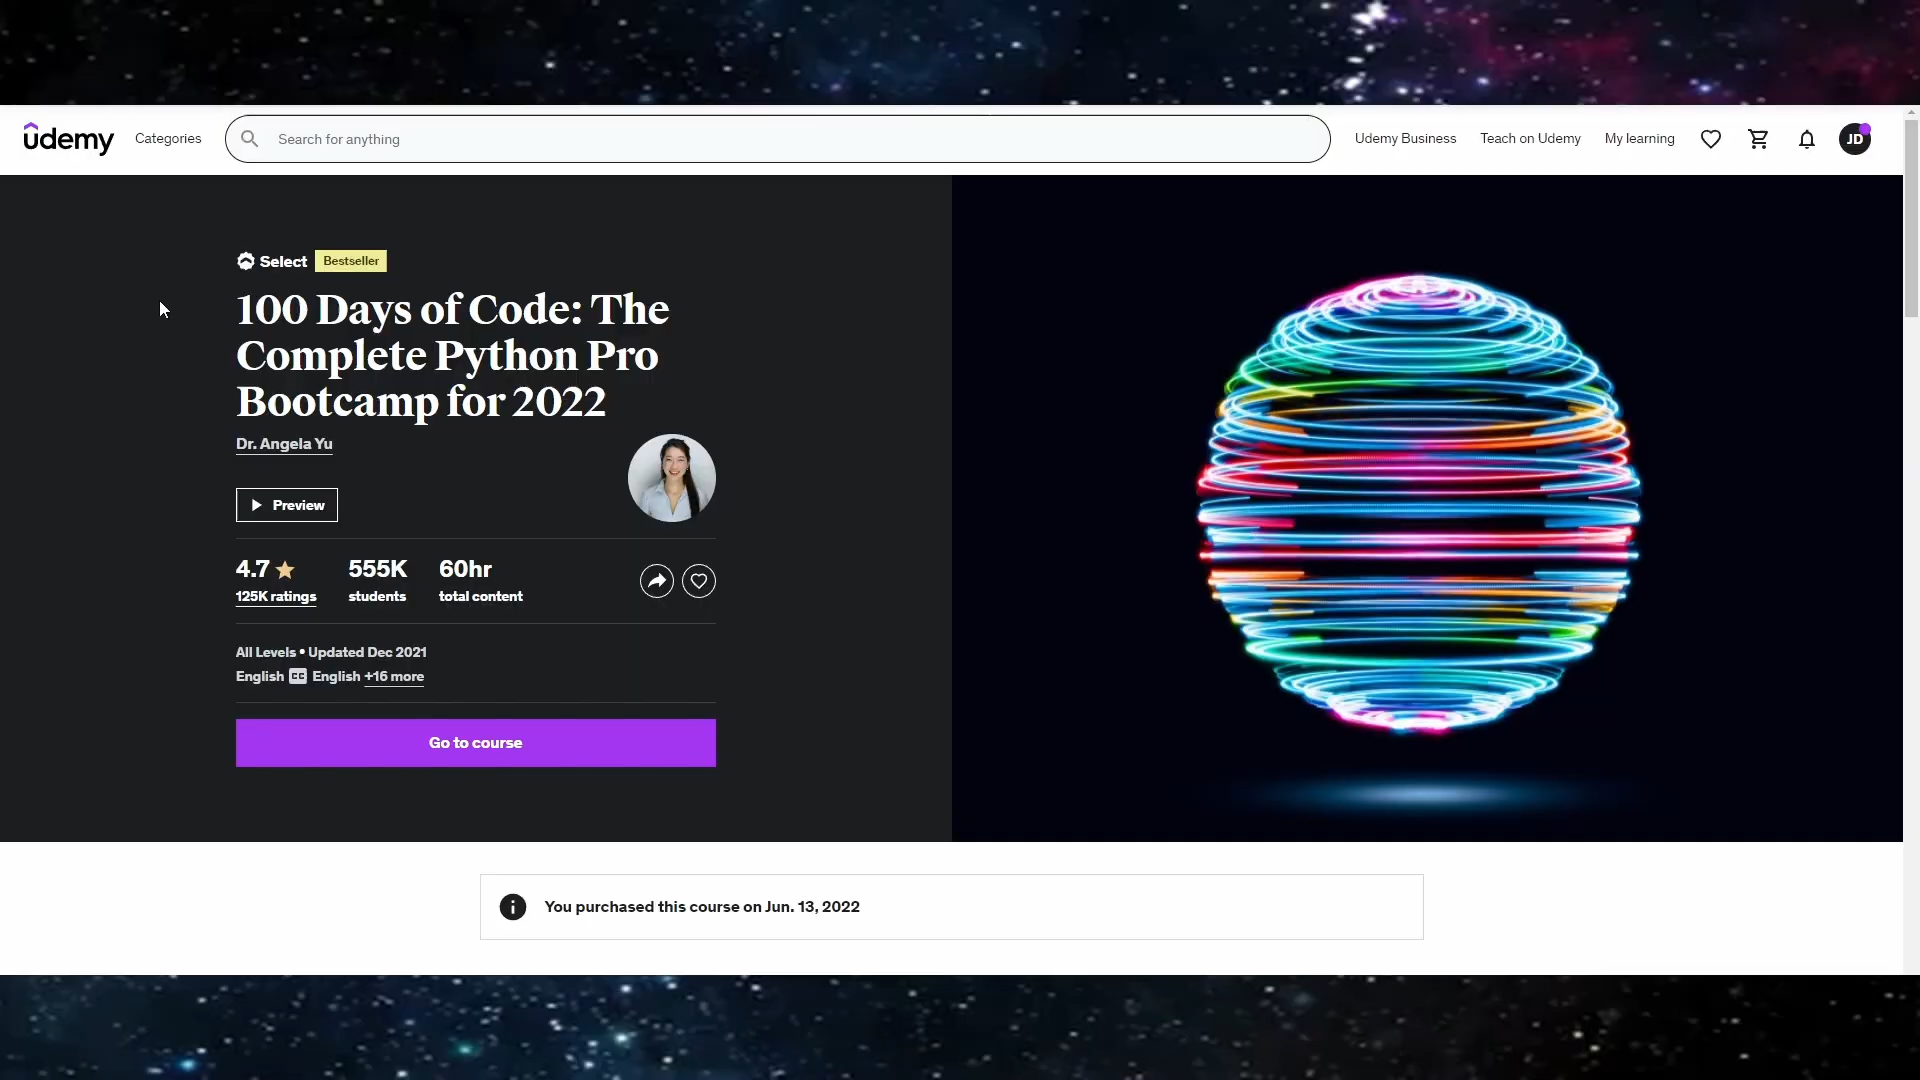 udemy
Categories
Search for anything
Udemy Business
Teach on Udemy
My learning
JD
Select
Bestseller
100 Days of Code: The
Complete Python Pro
Bootcamp for 2022
Dr. Angela Yu
Preview
4.7
125K ratings
555K
students
60hr
total content
All Levels • Updated Dec 2021
English CC English +16 more
Go to course
You purchased this course on Jun. 13, 2022